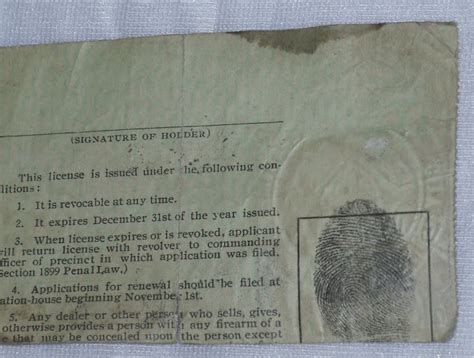 (SIGNATURE OF HOLDER)
This license is issued under the following con-
ditions:
1. It is revocable at any time.
2. It expires December 31st of the year issued.
3. When license expires or is revoked, applicant
will return license with revolver to commanding
officer of precinct in which application was filed.
Section 1899 Penal Law.)
4. Applications for renewal should be filed at
ation-house beginning November 1st.
5. Any dealer or other person who sells, gives,
otherwise provides a person with any firearm of a
ze that may be concealed upon the person except